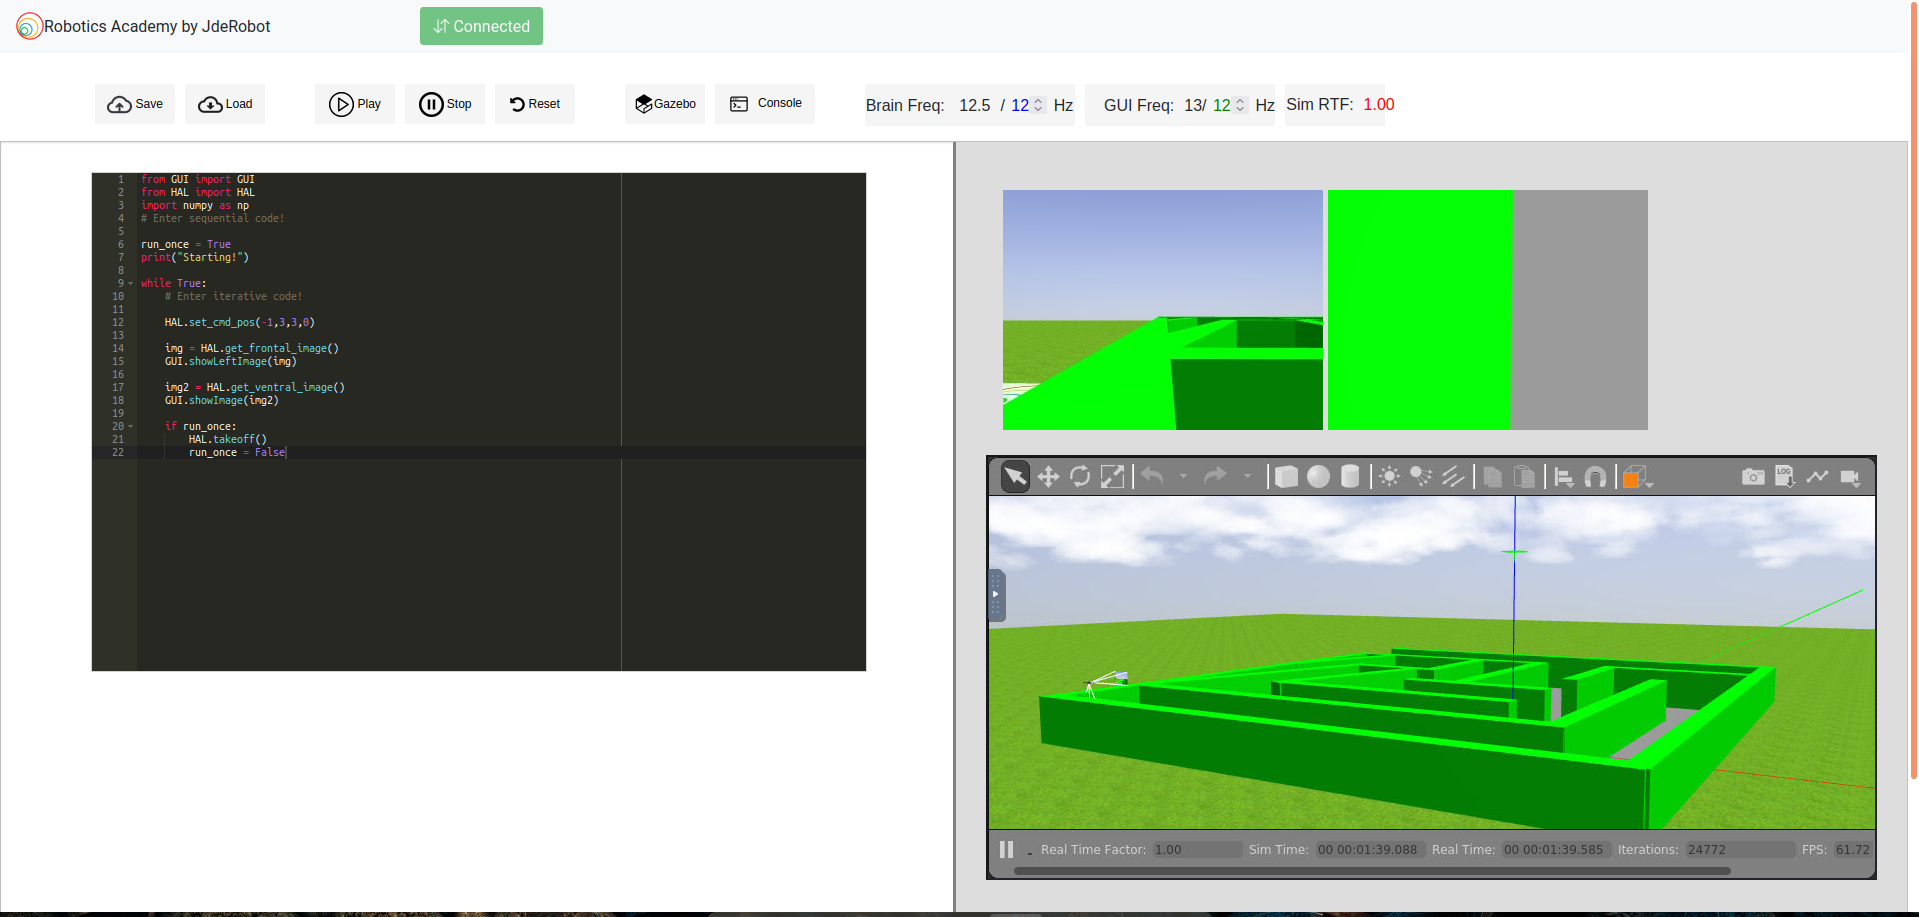 Robotics Academy by JdeRobot
Connected
Save Load Play Stop Reset Gazebo Console Brain Freq: 12.5 / 12 Hz GUI Freq: 13/ 12 Hz Sim RTF: 1.00
1 from GUI import GUI
2 from HAL import HAL
3 import numpy as np
4 # Enter sequential code!
5
6 run_once = True
7 print("Starting!")
8
9 while True:
10     # Enter iterative code!
11
12     HAL.set_cmd_pos(-1,3,3,0)
13
14     img = HAL.get_frontal_image()
15     GUI.showLeftImage(img)
16
17     img2 = HAL.get_ventral_image()
18     GUI.showImage(img2)
19
20     if run_once:
21         HAL.takeoff()
22         run_once = False
LOG
Real Time Factor: 1.00 Sim Time: 00 00:01:39.088 Real Time: 00 00:01:39.585 Iterations: 24772 FPS: 61.72